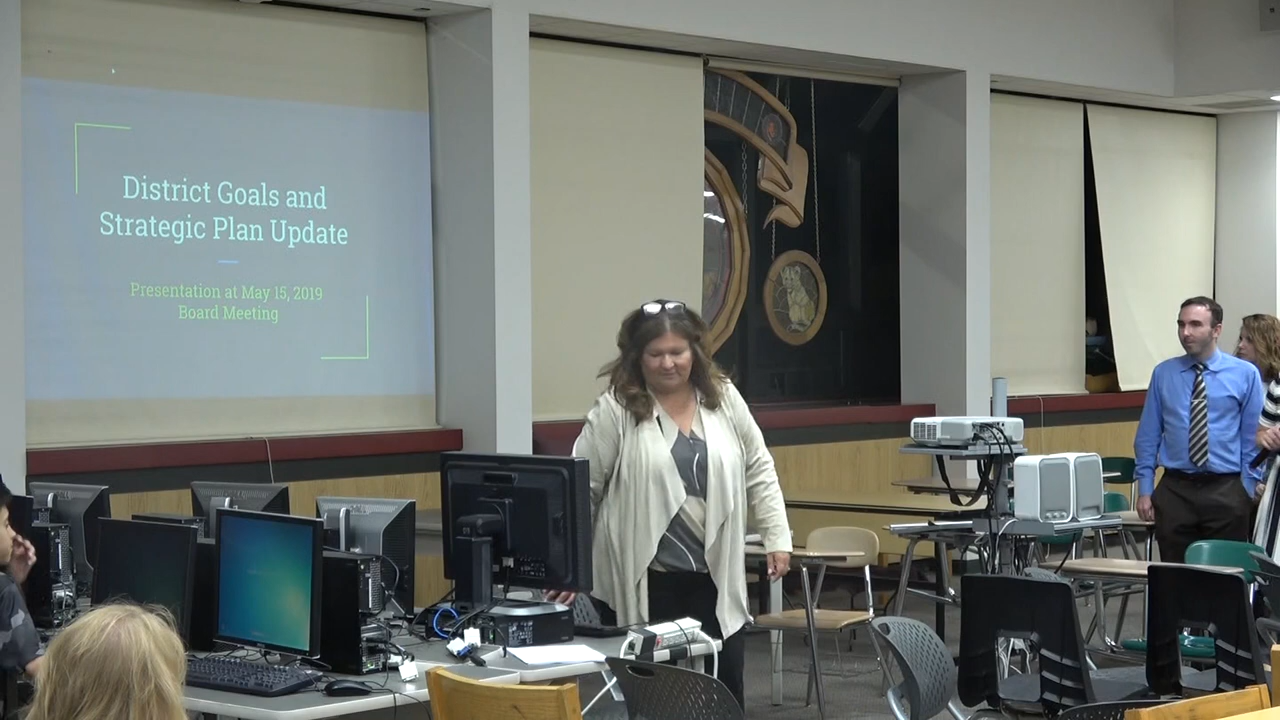 District Goals and
Strategic Plan Update
Presentation at May 15, 2019
Board Meeting